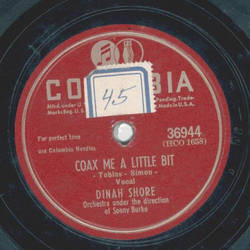 COLUMBIA
45
For perfect tone
use Columbia Needles
36944
(HCO 1658)
COAX ME A LITTLE BIT
- Tobias - Simon -
Vocal
DINAH SHORE
Orchestra under the direction
of Sonny Burke